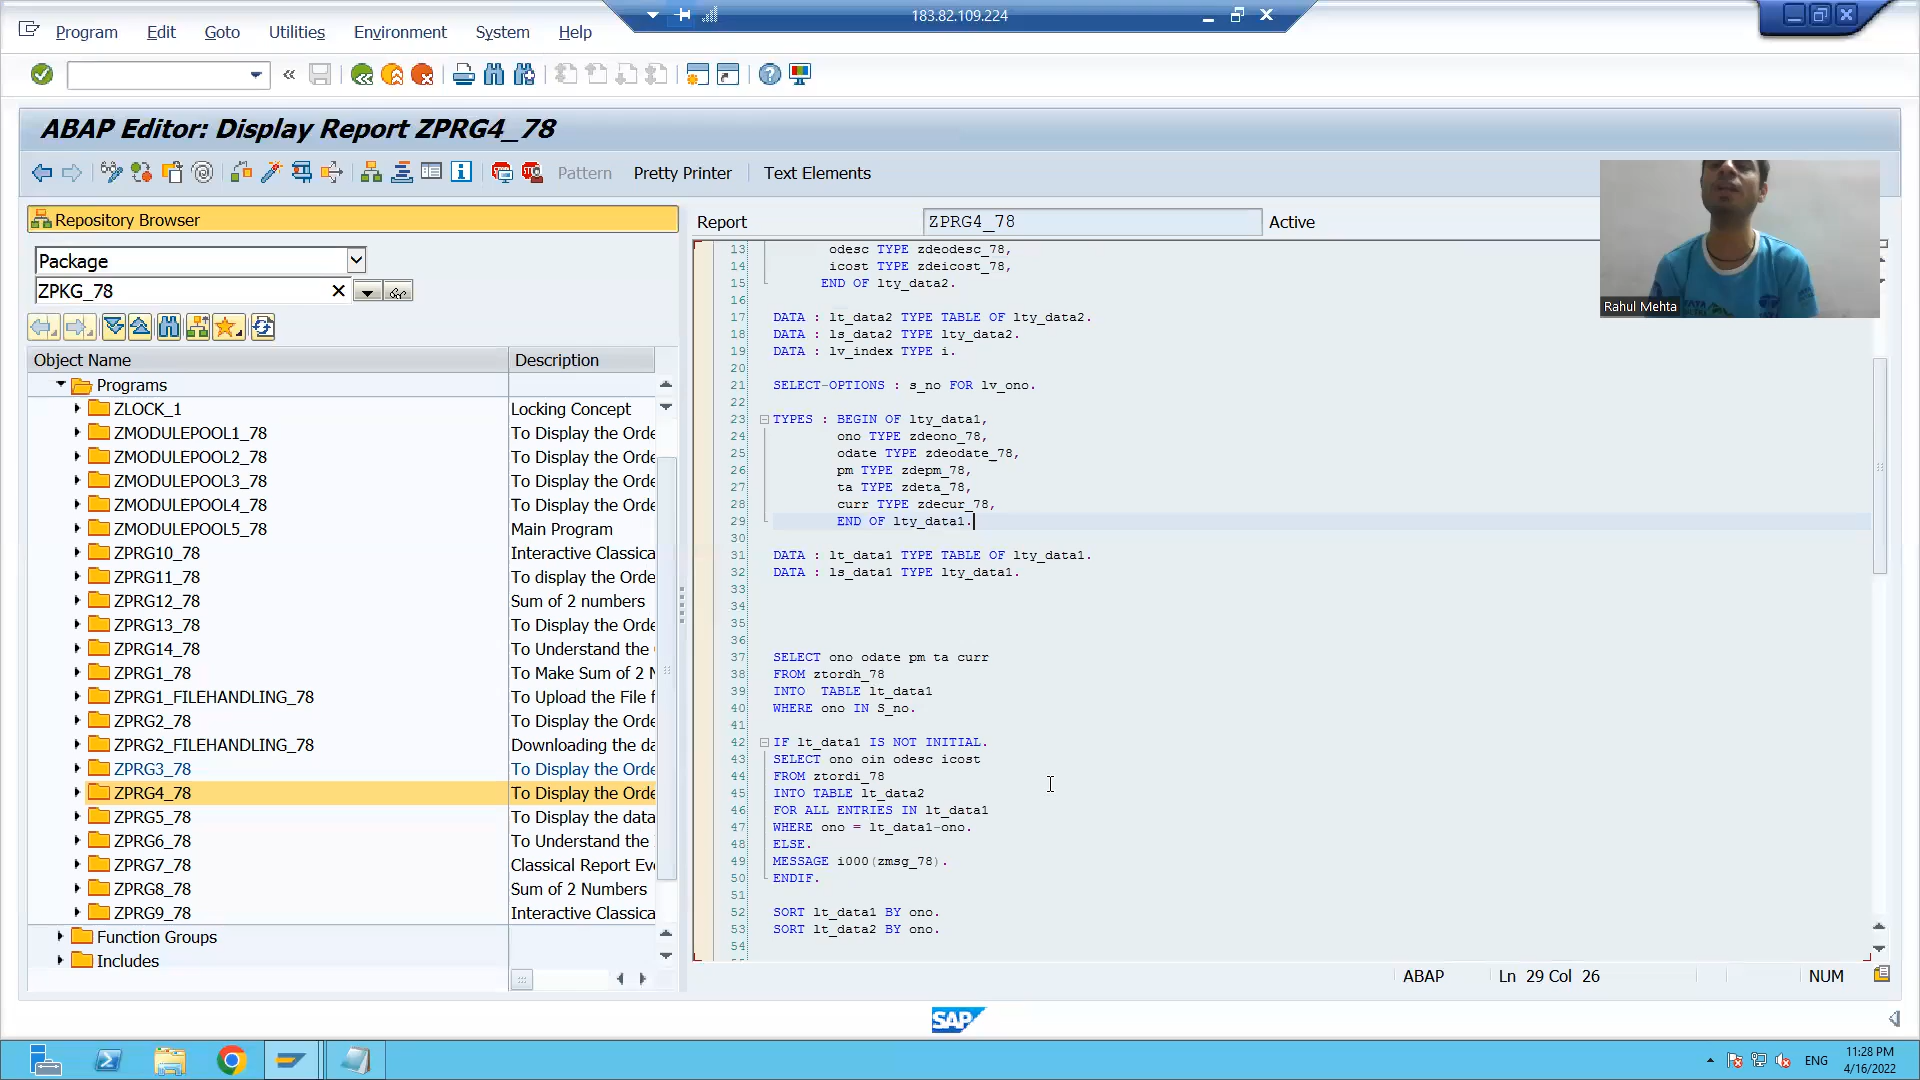 183.82.109.224
Program Edit Goto Utilities Environment System Help
ABAP Editor: Display Report ZPRG4_78
Pattern Pretty Printer Text Elements
Repository Browser
Package
ZPKG_78
Object Name Description
Programs
ZLOCK_1 Locking Concept
ZMODULEPOOL1_78 To Display the Orde
ZMODULEPOOL2_78 To Display the Orde
ZMODULEPOOL3_78 To Display the Orde
ZMODULEPOOL4_78 To Display the Orde
ZMODULEPOOL5_78 Main Program
ZPRG10_78 Interactive Classica
ZPRG11_78 To display the Orde
ZPRG12_78 Sum of 2 numbers
ZPRG13_78 To Display the Orde
ZPRG14_78 To Understand the
ZPRG1_78 To Make Sum of 2
ZPRG1_FILEHANDLING_78 To Upload the File f
ZPRG2_78 To Display the Orde
ZPRG2_FILEHANDLING_78 Downloading the da
ZPRG3_78 To Display the Orde
ZPRG4_78 To Display the Orde
ZPRG5_78 To Display the data
ZPRG6_78 To Understand the
ZPRG7_78 Classical Report Eve
ZPRG8_78 Sum of 2 Numbers
ZPRG9_78 Interactive Classica
Function Groups
Includes
Report ZPRG4_78 Active
13 odesc TYPE zdeodesc_78,
14 icost TYPE zdeicost_78,
15 END OF lty_data2.
16
17 DATA : lt_data2 TYPE TABLE OF lty_data2.
18 DATA : ls_data2 TYPE lty_data2.
19 DATA : lv_index TYPE i.
20
21 SELECT-OPTIONS : s_no FOR lv_ono.
22
23 TYPES : BEGIN OF lty_data1,
24 ono TYPE zdeono_78,
25 odate TYPE zdeodate_78,
26 pm TYPE zdepm_78,
27 ta TYPE zdeta_78,
28 curr TYPE zdecur_78,
29 END OF lty_data1.
30
31 DATA : lt_data1 TYPE TABLE OF lty_data1.
32 DATA : ls_data1 TYPE lty_data1.
33
34
35
36
37 SELECT ono odate pm ta curr
38 FROM ztordh_78
39 INTO TABLE lt_data1
40 WHERE ono IN S_no.
41
42 IF lt_data1 IS NOT INITIAL.
43 SELECT ono oin odesc icost
44 FROM ztordi_78
45 INTO TABLE lt_data2
46 FOR ALL ENTRIES IN lt_data1
47 WHERE ono = lt_data1-ono.
48 ELSE.
49 MESSAGE i000(zmsg_78).
50 ENDIF.
51
52 SORT lt_data1 BY ono.
53 SORT lt_data2 BY ono.
54
Rahul Mehta
ABAP Ln 29 Col 26 NUM
SAP
ENG
11:28 PM
4/16/2022